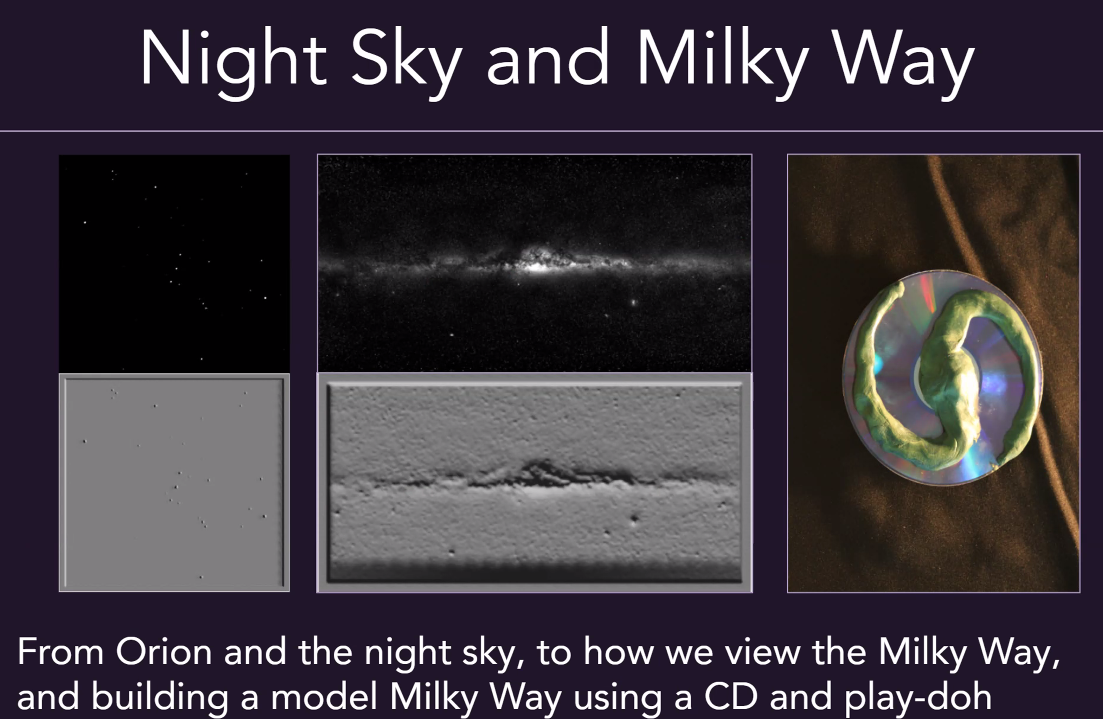 Night Sky and Milky Way
From Orion and the night sky, to how we view the Milky Way,
and building a model Milky Way using a CD and play-doh